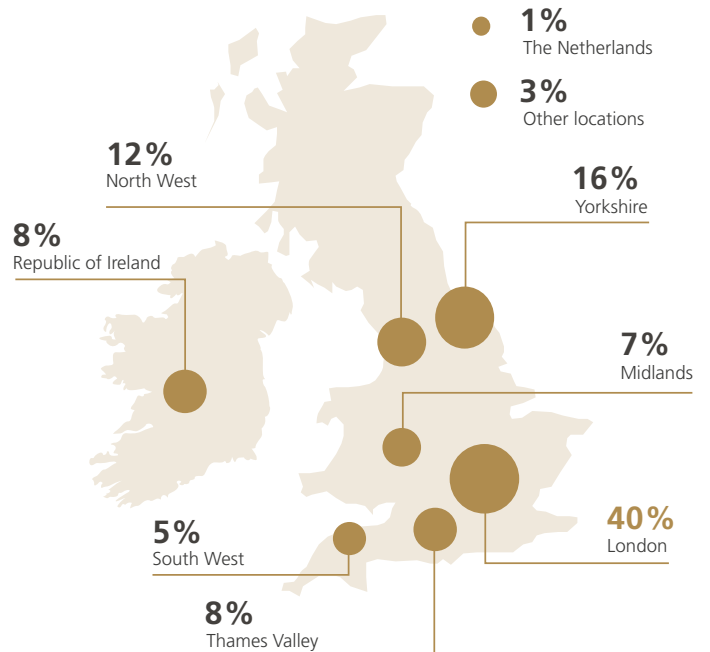 1%
The Netherlands
3%
Other locations
12%
North West
16%
Yorkshire
8%
Republic of Ireland
7%
Midlands
40%
London
5%
South West
8%
Thames Valley